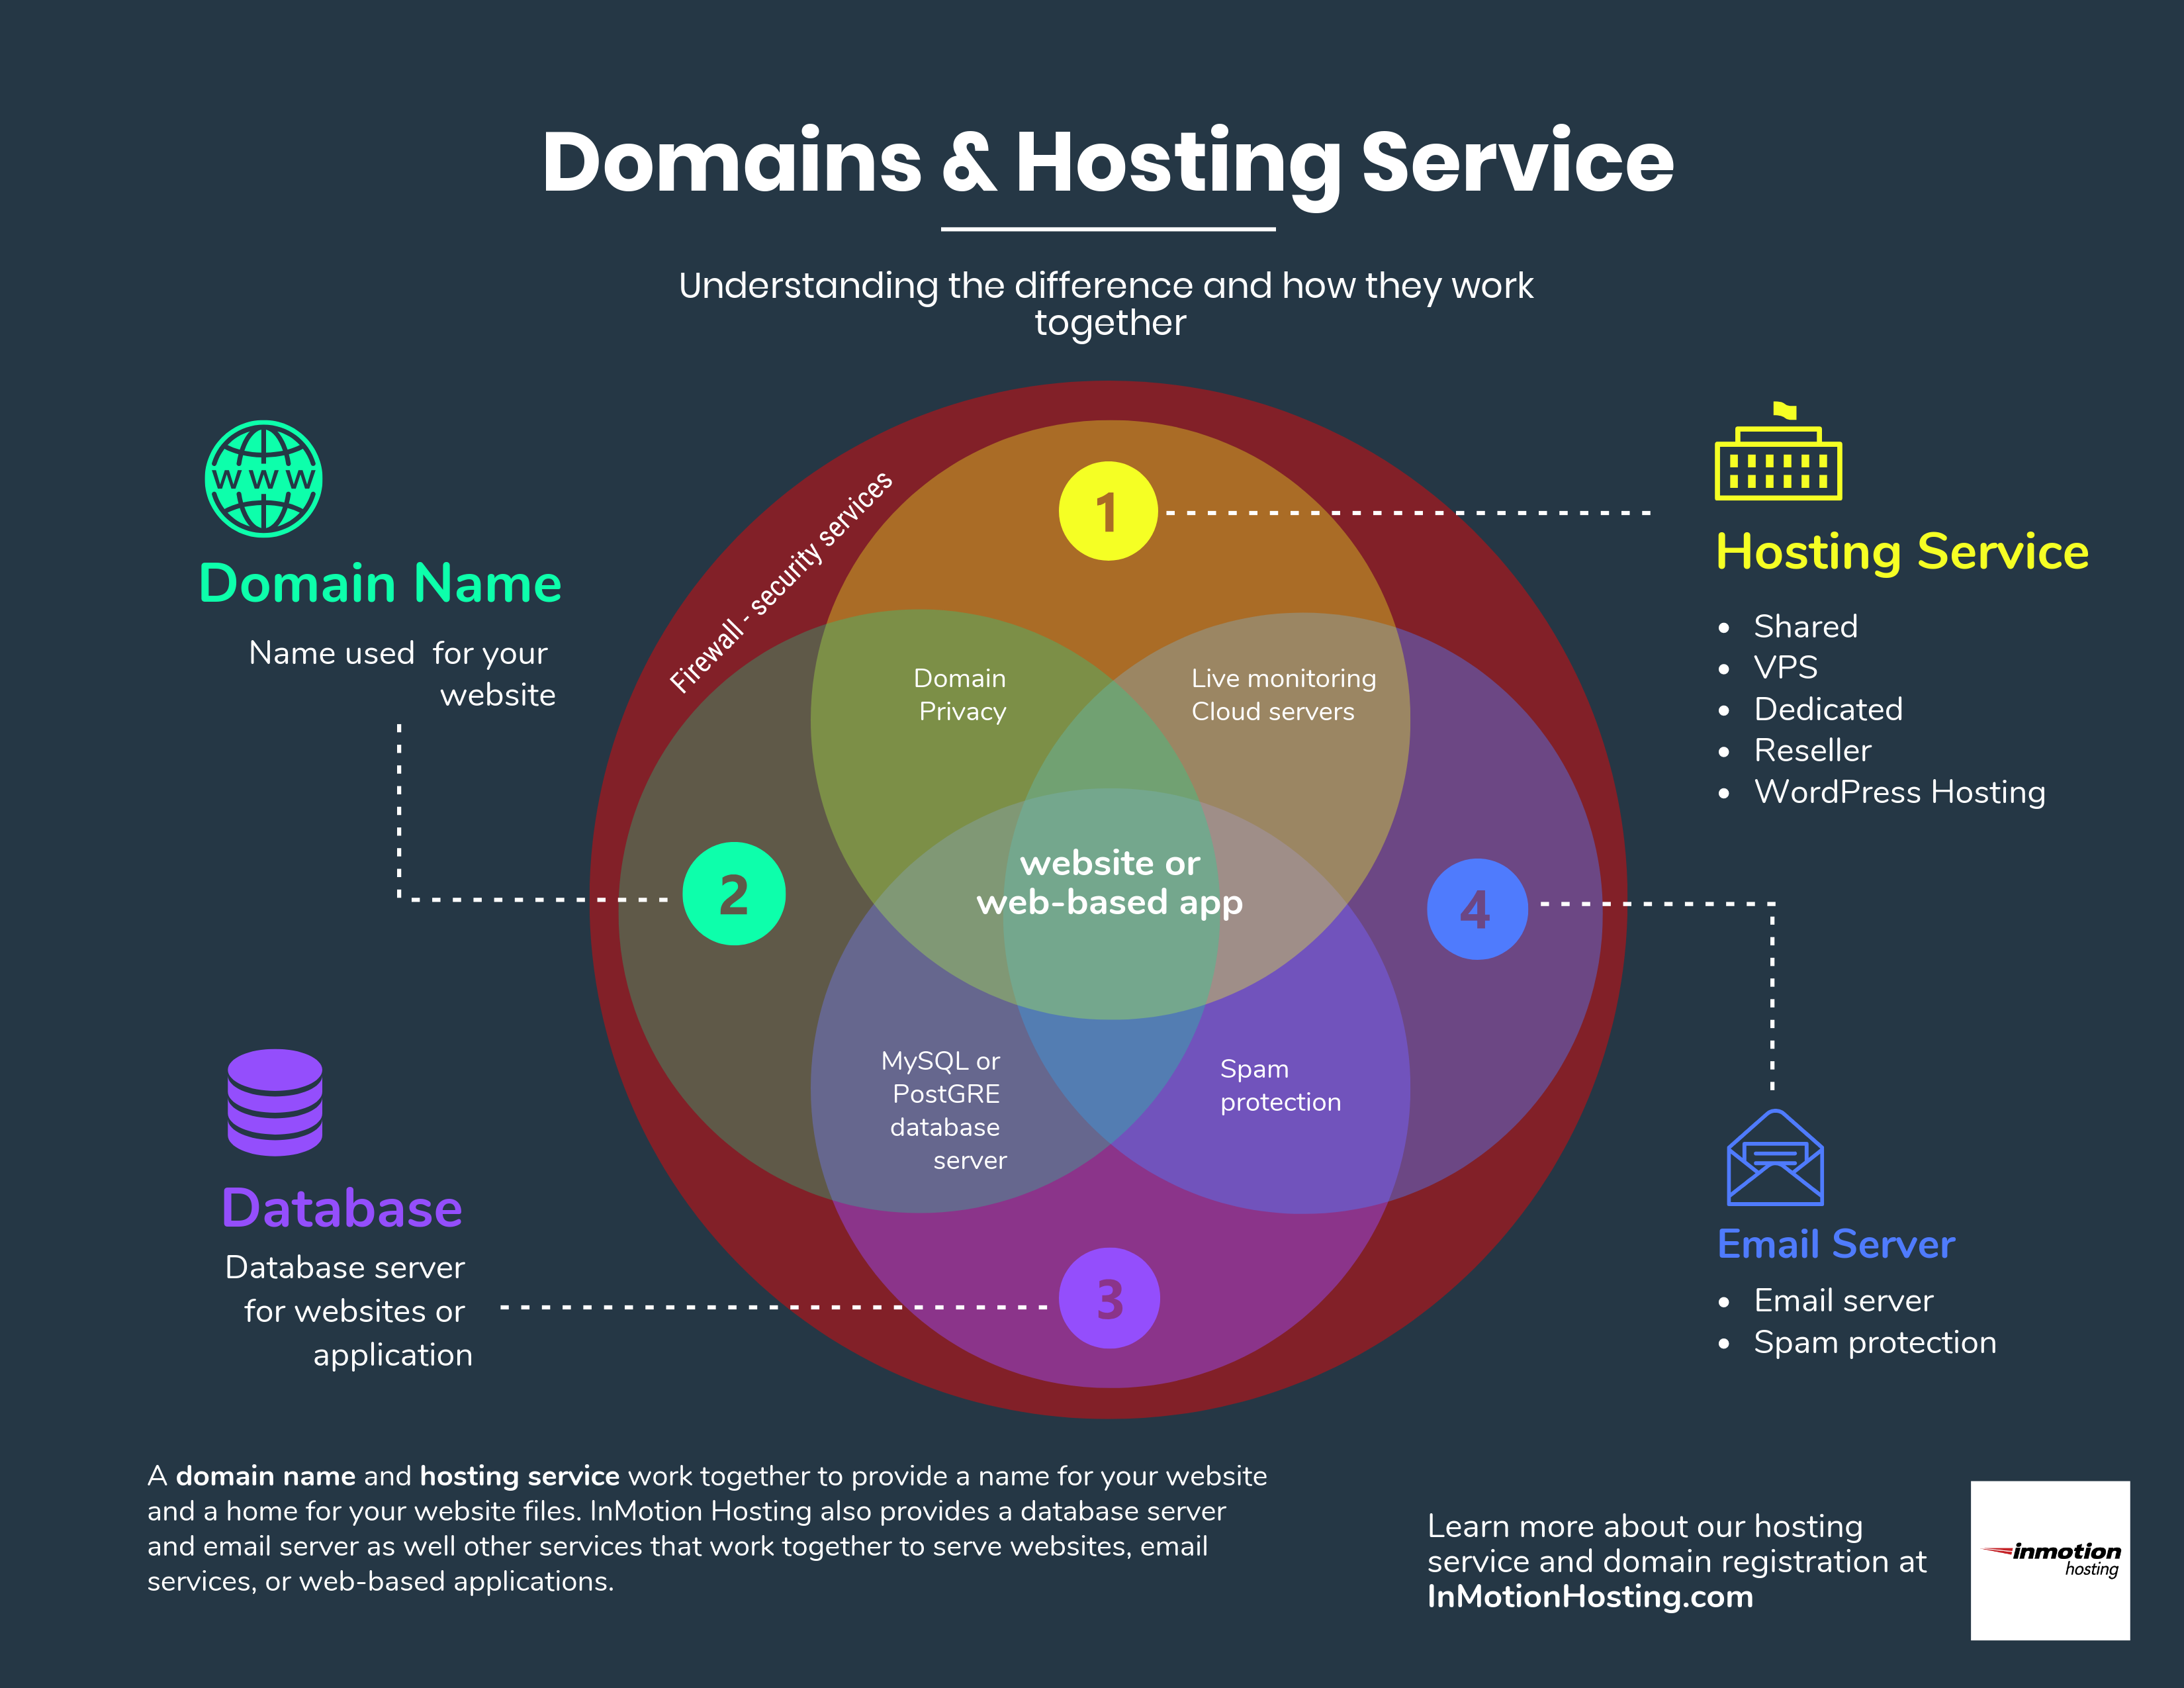 Domains & Hosting Service
Understanding the difference and how they work
together
W W W
Domain Name
Name used for your
website
Hosting Service
• Shared
• VPS
• Dedicated
• Reseller
• WordPress Hosting
Firewall - security services
1
Domain
Privacy
Live monitoring
Cloud servers
2
website or
web-based app
4
MySQL or
PostGRE
database
server
Spam
protection
3
Database
Database server
for websites or
application
Email Server
• Email server
• Spam protection
A domain name and hosting service work together to provide a name for your website
and a home for your website files. InMotion Hosting also provides a database server
and email server as well other services that work together to serve websites, email
services, or web-based applications.
Learn more about our hosting
service and domain registration at
InMotionHosting.com
inmotion
hosting